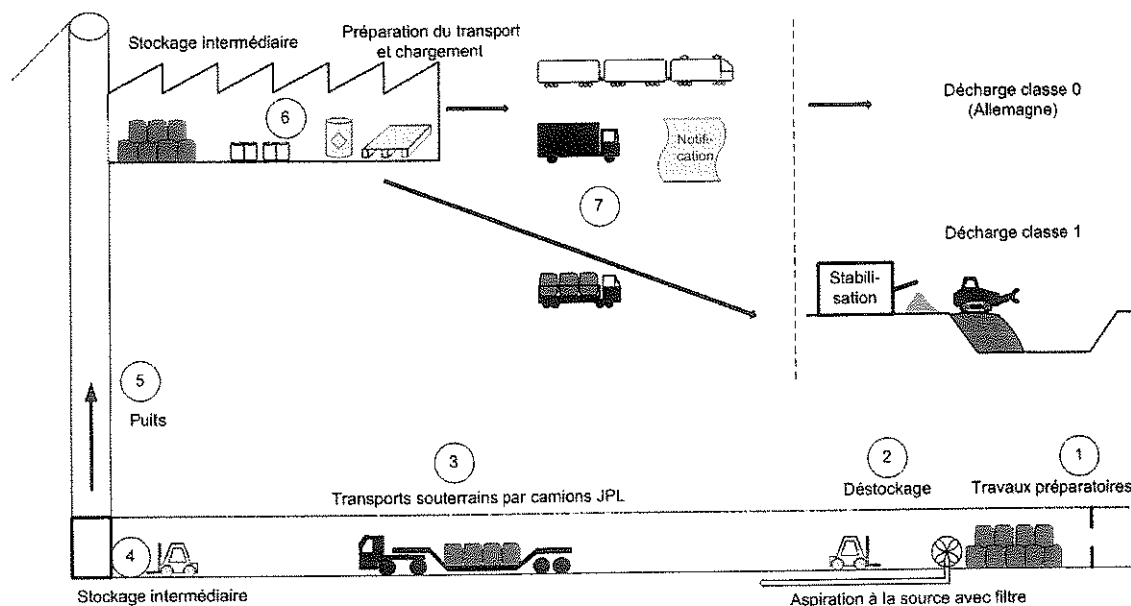 Stockage intermédiaire
Préparation du transport
et chargement
6
Notifi-
cation
Décharge classe 0
(Allemagne)
7
Décharge classe 1
Stabili-
sation
5
Puits
3
Transports souterrains par camions JPL
2
Déstockage
1
Travaux préparatoires
4
Stockage intermédiaire
Aspiration à la source avec filtre